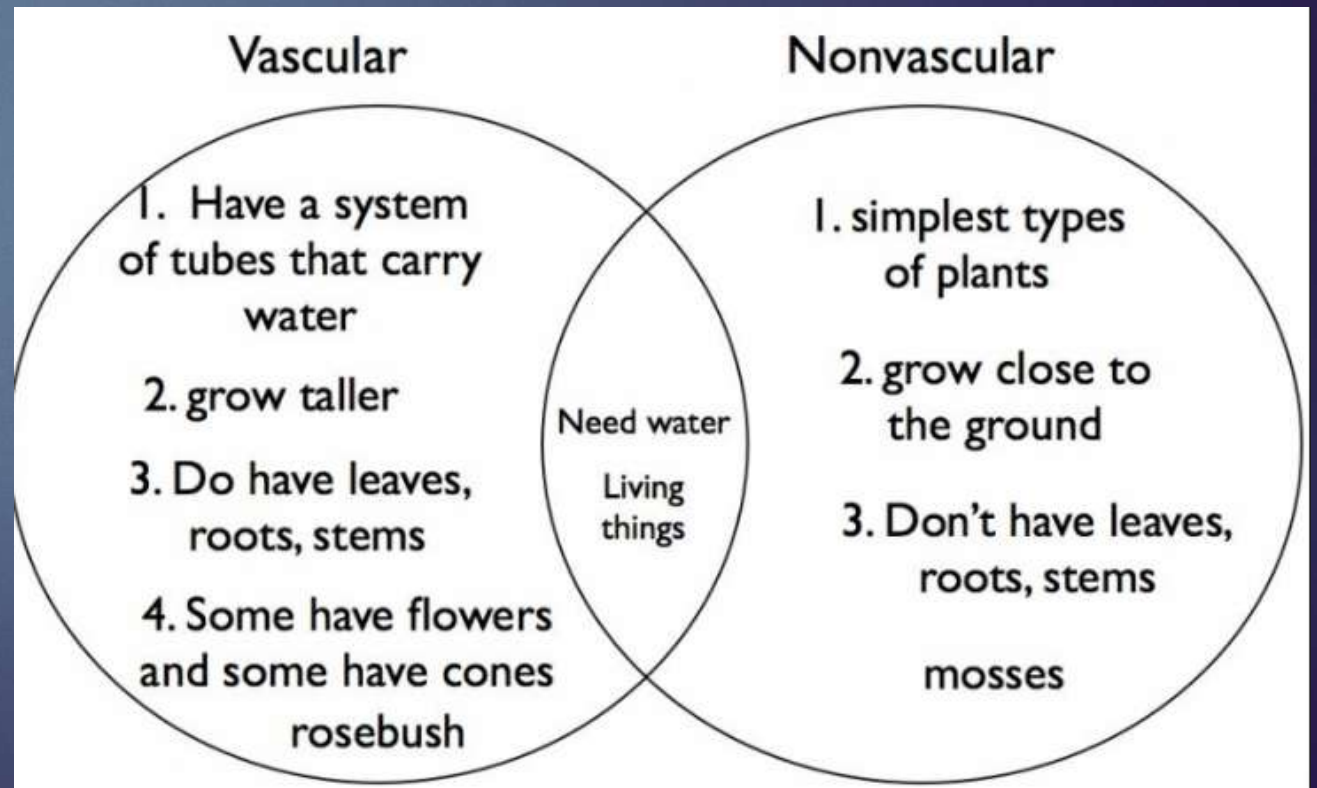 Vascular
Nonvascular
1. Have a system
of tubes that carry
water
2. grow taller
3. Do have leaves,
roots, stems
4. Some have flowers
and some have cones
rosebush
Need water
Living
things
1. simplest types
of plants
2. grow close to
the ground
3. Don't have leaves,
roots, stems
mosses